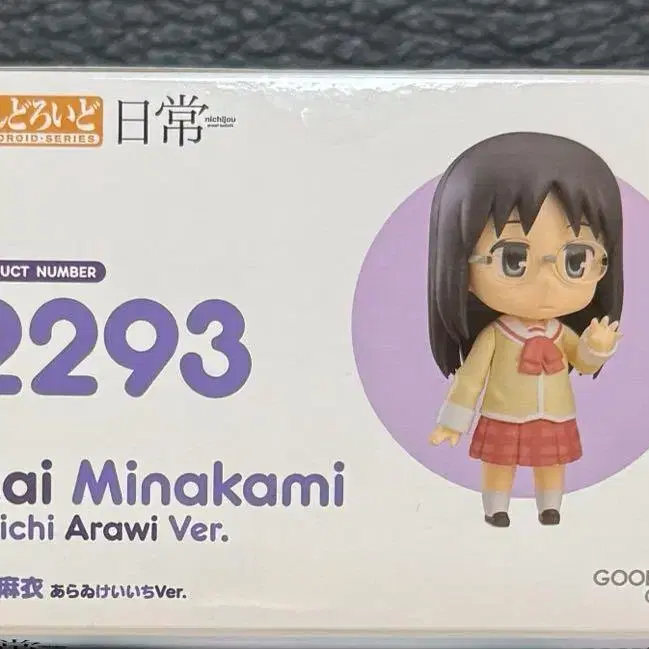 んどろいど
DROID·SERIES
日常
nichijou
UCT NUMBER
2293
ai Minakami
ichi Arawi Ver.
麻衣 あらゐけいいちVer.
GOO